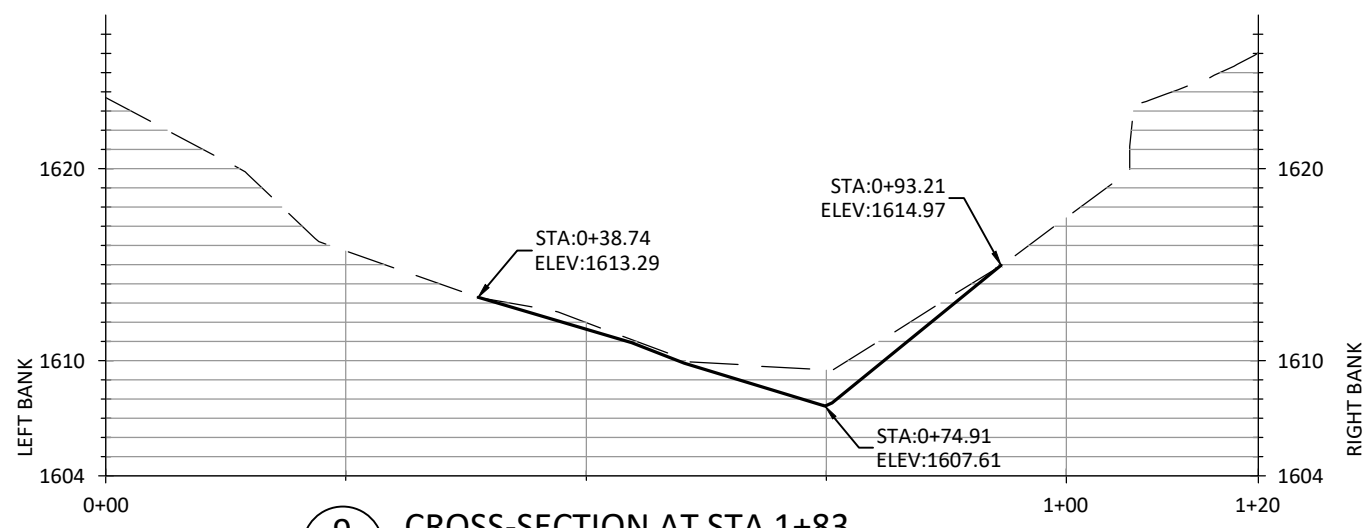 1620
1620
STA:0+93.21
ELEV:1614.97
STA:0+38.74
ELEV:1613.29
1610
1610
LEFT BANK
RIGHT BANK
STA:0+74.91
ELEV:1607.61
1604
1604
0+00
1+00
1+20
CROSS-SECTION AT STA 1+83